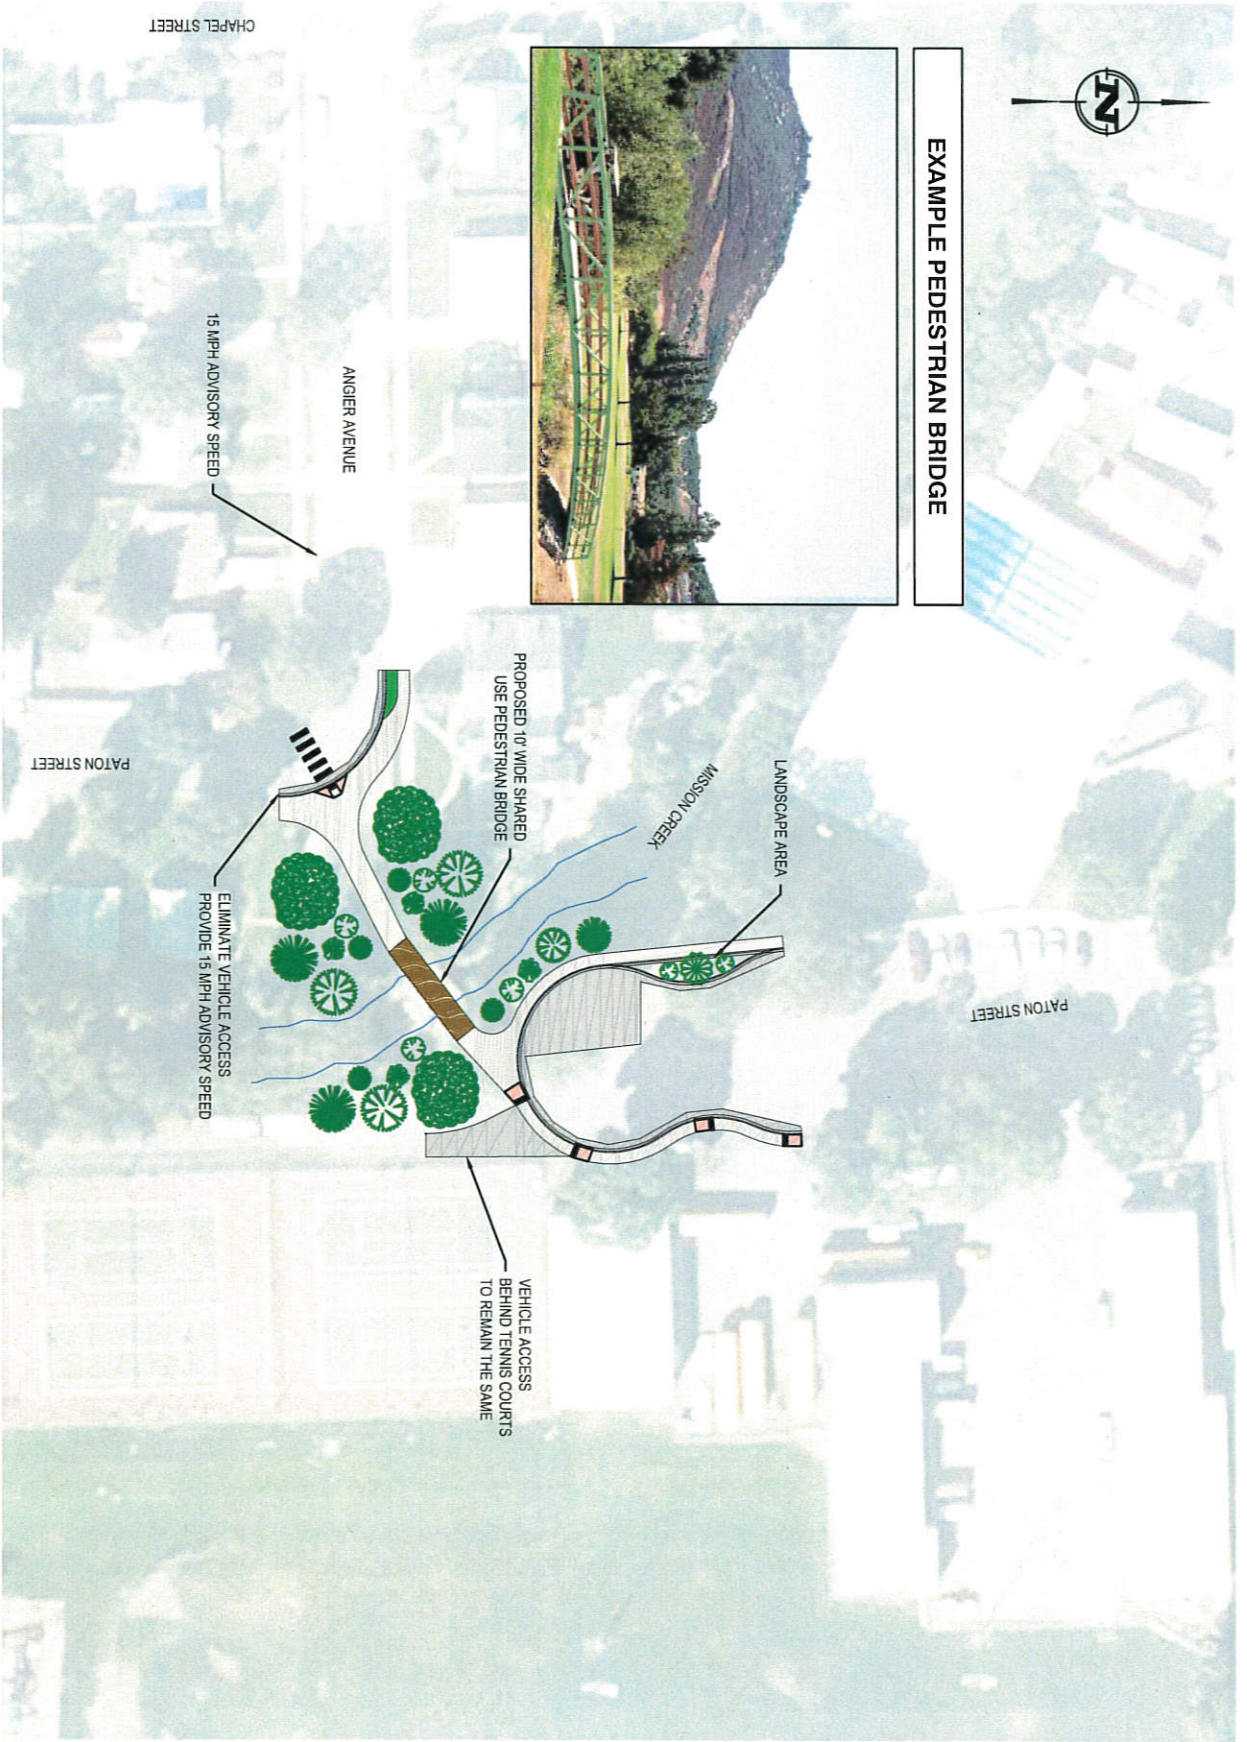 N
EXAMPLE PEDESTRIAN BRIDGE
LANDSCAPE AREA
MISSION CREEK
PATON STREET
PROPOSED 10' WIDE SHARED
USE PEDESTRIAN BRIDGE
VEHICLE ACCESS
BEHIND TENNIS COURTS
TO REMAIN THE SAME
ANGIER AVENUE
15 MPH ADVISORY SPEED
ELIMINATE VEHICLE ACCESS
PROVIDE 15 MPH ADVISORY SPEED
CHAPEL STREET
PATON STREET